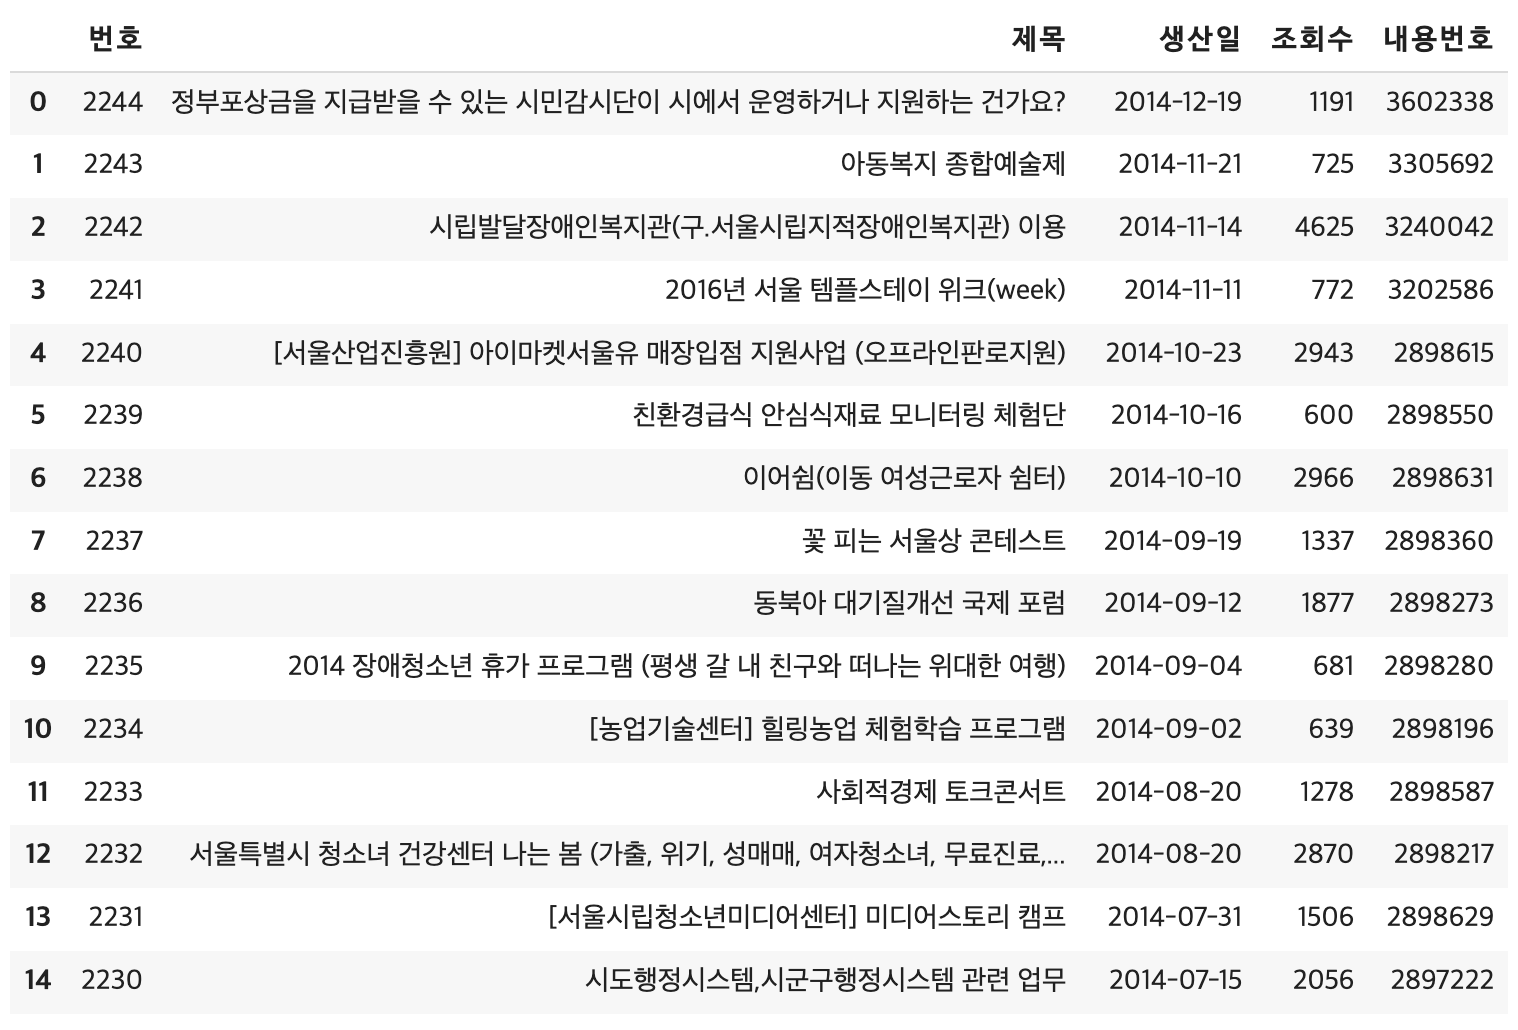 번호 제목 생산일 조회수 내용번호
0 2244 정부포상금을 지급받을 수 있는 시민감시단이 시에서 운영하거나 지원하는 건가요? 2014-12-19 1191 3602338
1 2243 아동복지 종합예술제 2014-11-21 725 3305692
2 2242 시립발달장애인복지관(구.서울시립지적장애인복지관) 이용 2014-11-14 4625 3240042
3 2241 2016년 서울 템플스테이 위크(week) 2014-11-11 772 3202586
4 2240 [서울산업진흥원] 아이마켓서울유 매장입점 지원사업 (오프라인판로지원) 2014-10-23 2943 2898615
5 2239 친환경급식 안심식재료 모니터링 체험단 2014-10-16 600 2898550
6 2238 이어쉼(이동 여성근로자 쉼터) 2014-10-10 2966 2898631
7 2237 꽃 피는 서울상 콘테스트 2014-09-19 1337 2898360
8 2236 동북아 대기질개선 국제 포럼 2014-09-12 1877 2898273
9 2235 2014 장애청소년 휴가 프로그램 (평생 갈 내 친구와 떠나는 위대한 여행) 2014-09-04 681 2898280
10 2234 [농업기술센터] 힐링농업 체험학습 프로그램 2014-09-02 639 2898196
11 2233 사회적경제 토크콘서트 2014-08-20 1278 2898587
12 2232 서울특별시 청소녀 건강센터 나는 봄 (가출, 위기, 성매매, 여자청소녀, 무료진료,... 2014-08-20 2870 2898217
13 2231 [서울시립청소년미디어센터] 미디어스토리 캠프 2014-07-31 1506 2898629
14 2230 시도행정시스템,시군구행정시스템 관련 업무 2014-07-15 2056 2897222